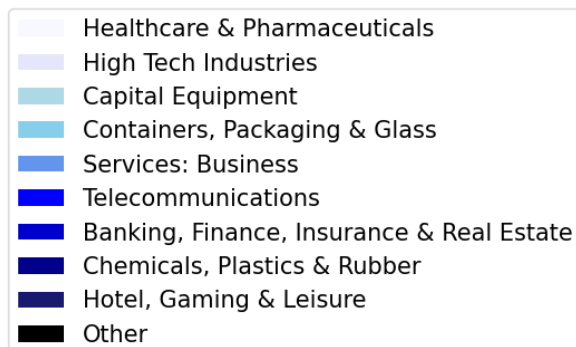 Healthcare & Pharmaceuticals
High Tech Industries
Capital Equipment
Containers, Packaging & Glass
Services: Business
Telecommunications
Banking, Finance, Insurance & Real Estate
Chemicals, Plastics & Rubber
Hotel, Gaming & Leisure
Other